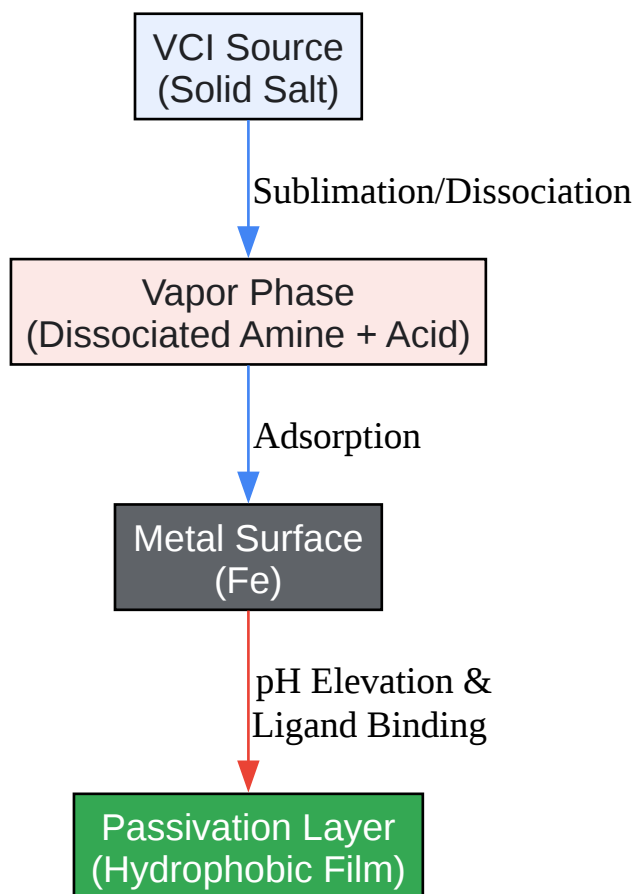 VCI Source
(Solid Salt)
Sublimation/Dissociation
Vapor Phase
(Dissociated Amine + Acid)
Adsorption
Metal Surface
(Fe)
pH Elevation &
Ligand Binding
Passivation Layer
(Hydrophobic Film)